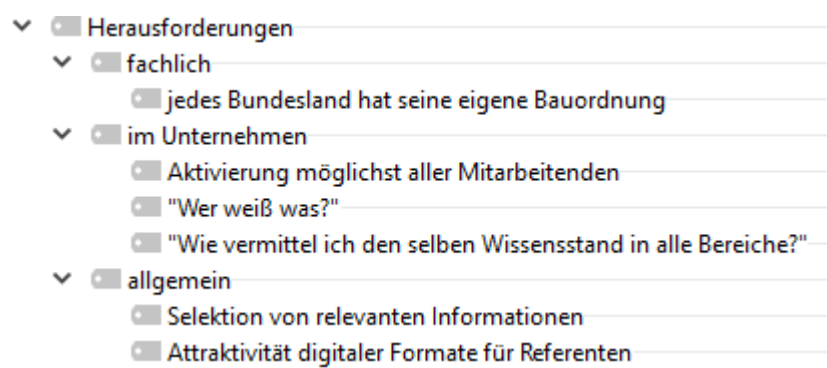 Herausforderungen
fachlich
jedes Bundesland hat seine eigene Bauordnung
im Unternehmen
Aktivierung möglichst aller Mitarbeitenden
"Wer weiß was?"
"Wie vermittel ich den selben Wissensstand in alle Bereiche?"
allgemein
Selektion von relevanten Informationen
Attraktivität digitaler Formate für Referenten